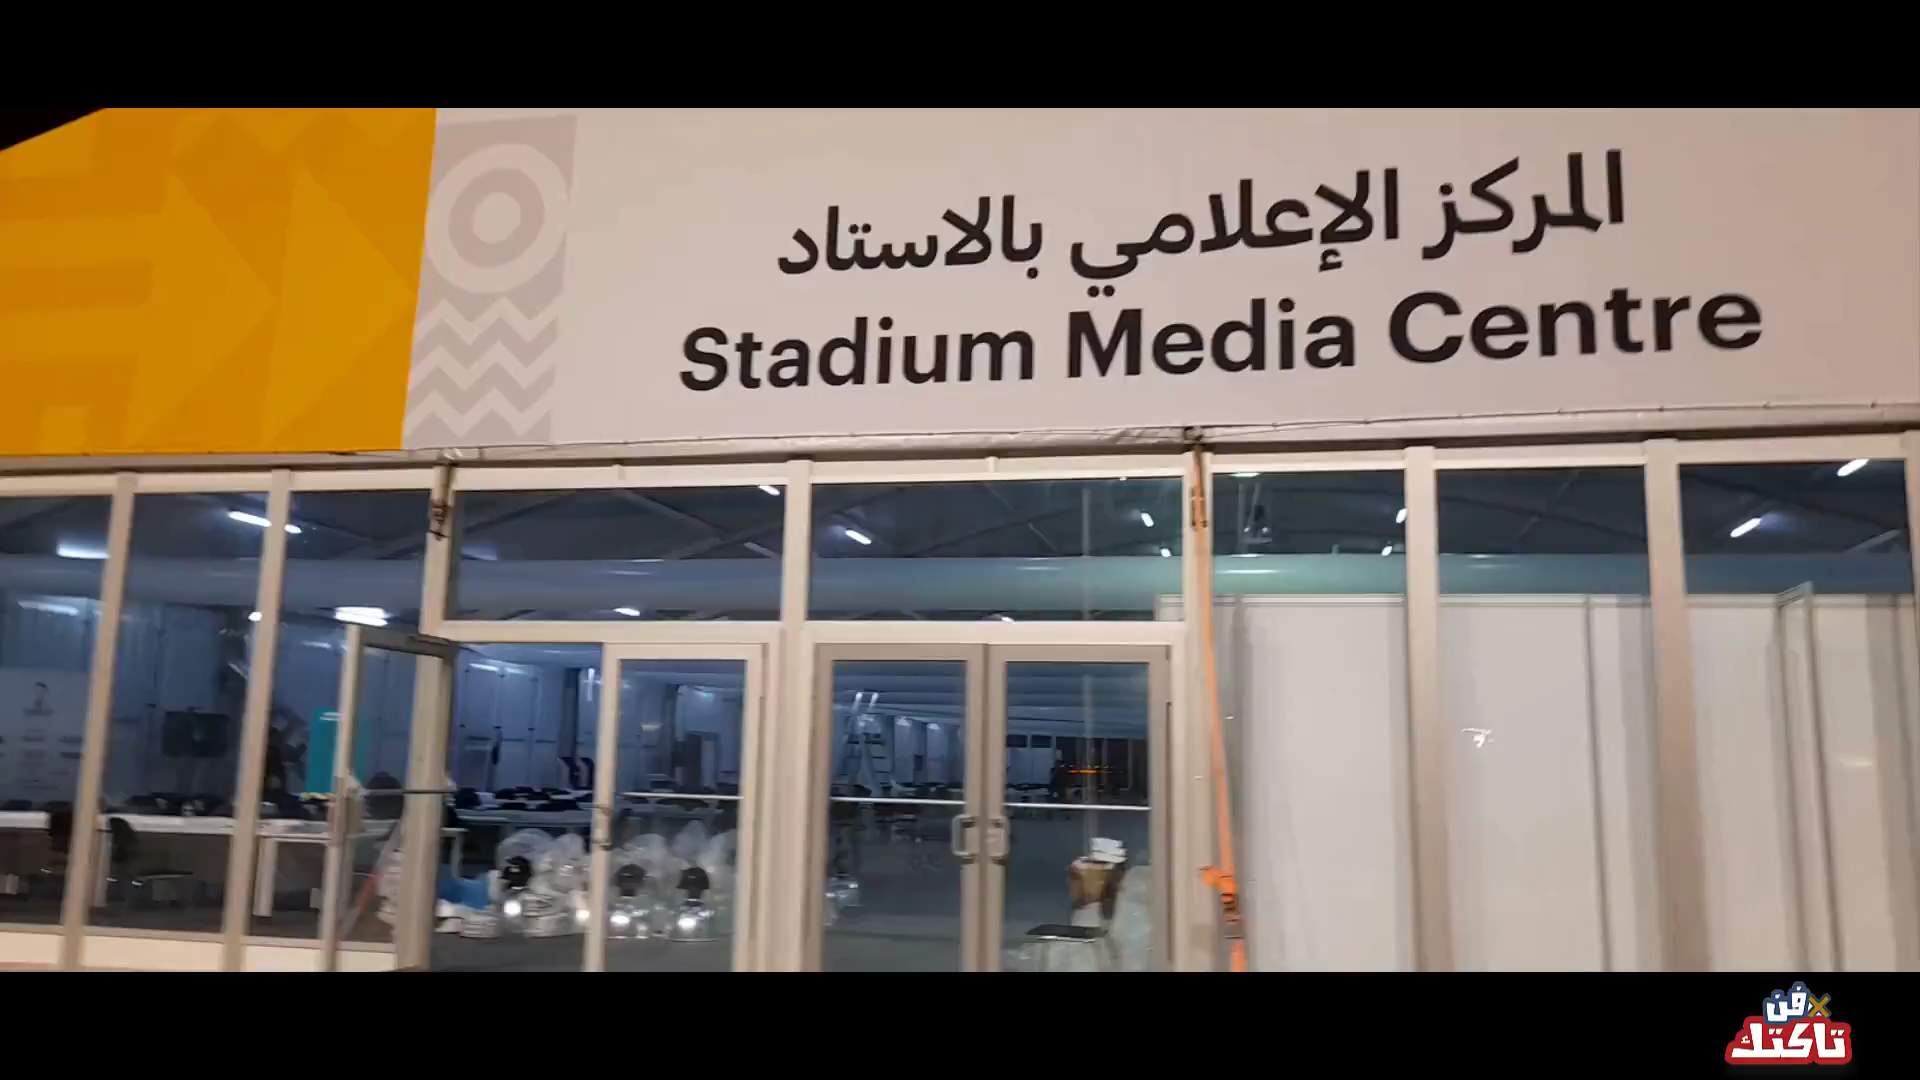 المركز الإعلامي بالاستاد
Stadium Media Centre
فن
تاكتك